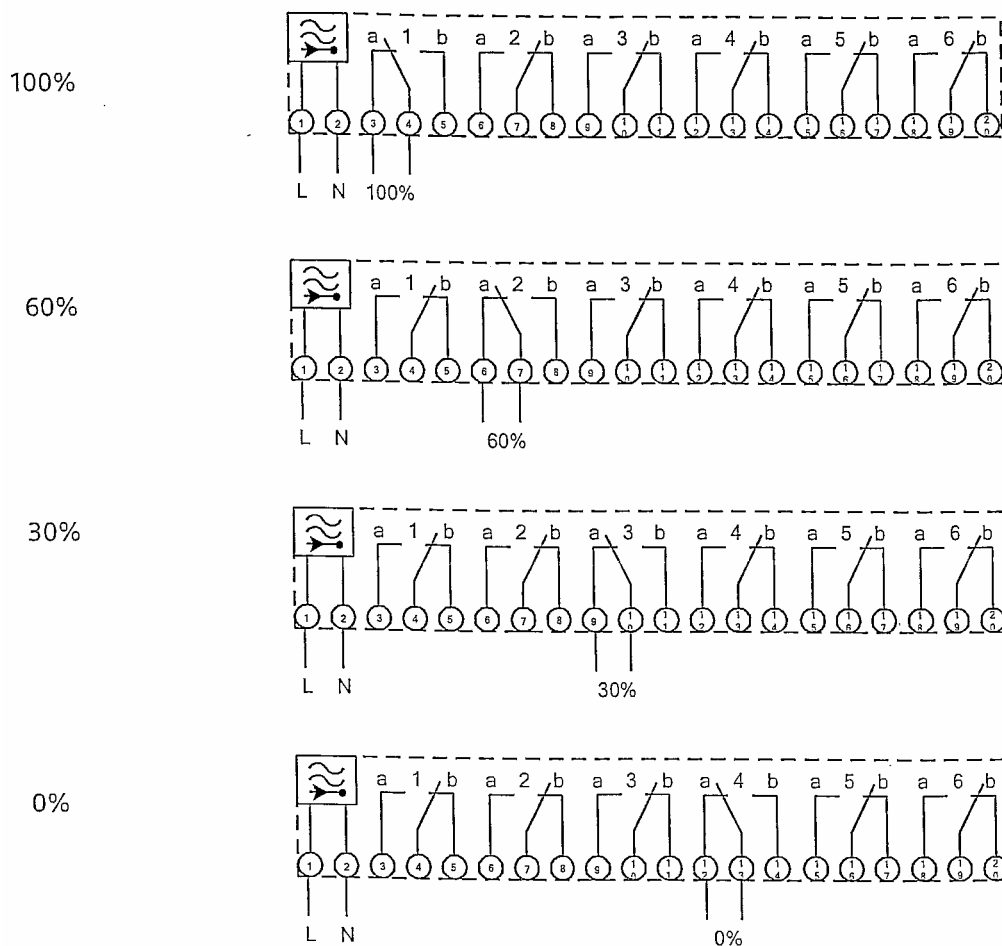 a 1 b a 2 b a 3 b a 4 b a 5 b a 6 b
100%
1 2 3 4 5 6 7 8 9 10 11 12 13 14 15 16 17 18 19 20
L N 100%
a 1 b a 2 b a 3 b a 4 b a 5 b a 6 b
60%
1 2 3 4 5 6 7 8 9 10 11 12 13 14 15 16 17 18 19 20
L N 60%
a 1 b a 2 b a 3 b a 4 b a 5 b a 6 b
30%
1 2 3 4 5 6 7 8 9 10 11 12 13 14 15 16 17 18 19 20
L N 30%
a 1 b a 2 b a 3 b a 4 b a 5 b a 6 b
0%
1 2 3 4 5 6 7 8 9 10 11 12 13 14 15 16 17 18 19 20
L N 0%